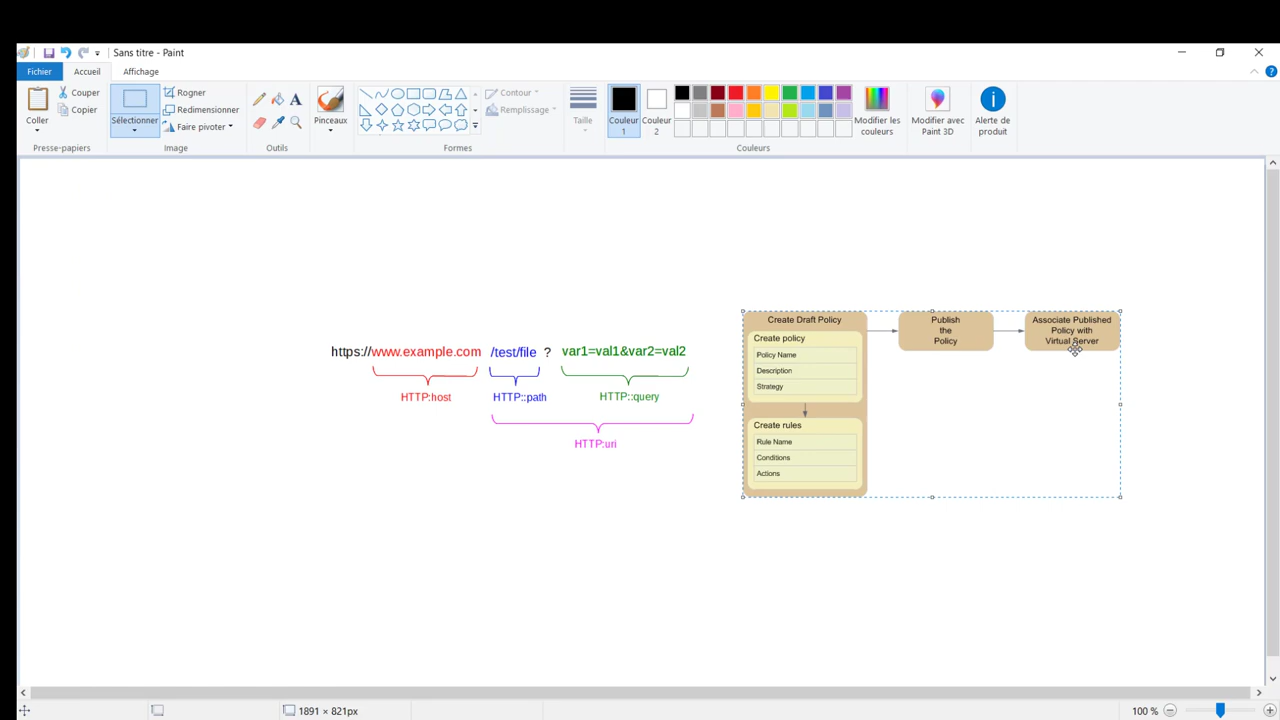 Sans titre - Paint
Fichier
Accueil
Affichage
Coller
Couper
Copier
Presse-papiers
Sélectionner
Rogner
Redimensionner
Faire pivoter
Image
A
Outils
Pinceaux
Contour
Remplissage
Formes
Taille
Couleur
1
Couleur
2
Modifier les
couleurs
Couleurs
Modifier avec
Paint 3D
Alerte de
produit
https://www.example.com /test/file ? var1=val1&var2=val2
HTTP:host
HTTP::path
HTTP::query
HTTP:uri
Create Draft Policy
Create policy
Policy Name
Description
Strategy
Create rules
Rule Name
Conditions
Actions
Publish
the
Policy
Associate Published
Policy with
Virtual Server
1891 × 821px
100 %